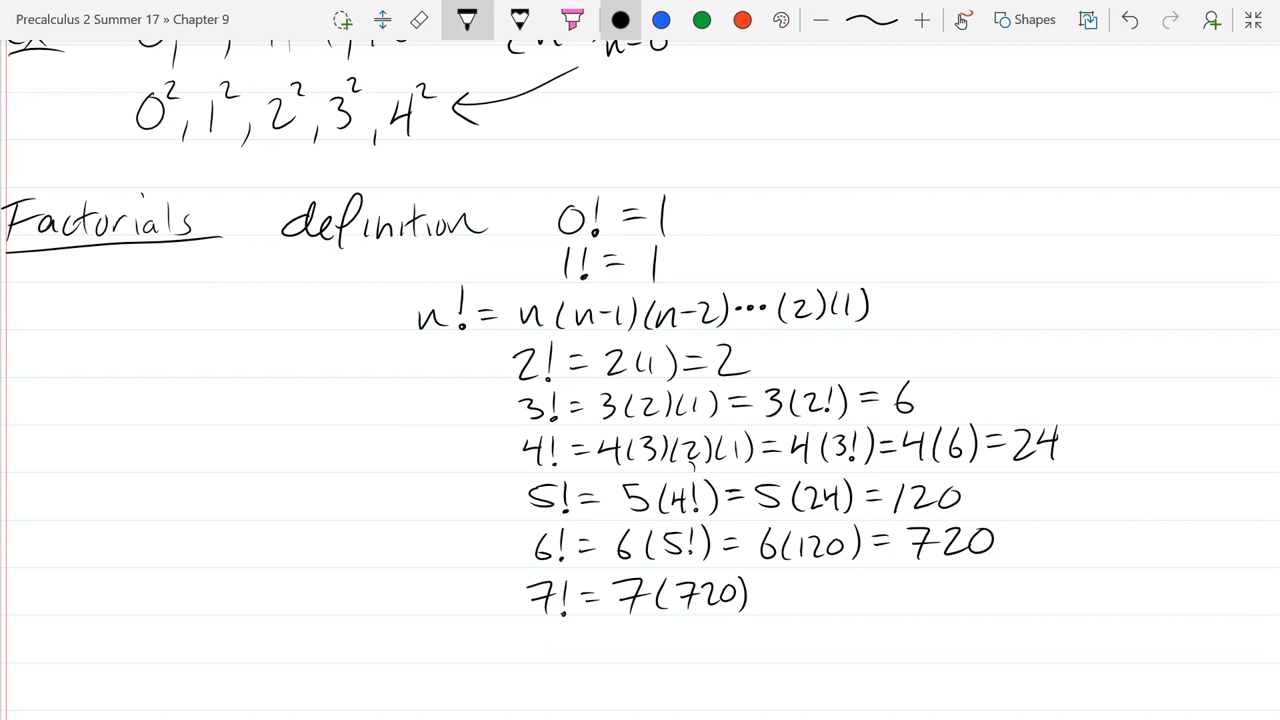 Precalculus 2 Summer 17 » Chapter 9
Shapes
n=0
0², 1², 2², 3², 4²
Factorials definition 0! = 1
1! = 1
n! = n(n-1)(n-2)•••(2)(1)
2! = 2(1) = 2
3! = 3(2)(1) = 3(2!) = 6
4! = 4(3)(2)(1) = 4(3!) = 4(6) = 24
5! = 5(4!) = 5(24) = 120
6! = 6(5!) = 6(120) = 720
7! = 7(720)